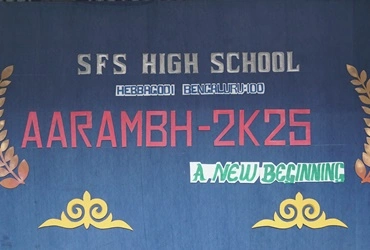 SFS HIGH SCHOOL
HEBBAGODI BENGALURU-100
AARAMBH-2K25
A NEW BEGINNING